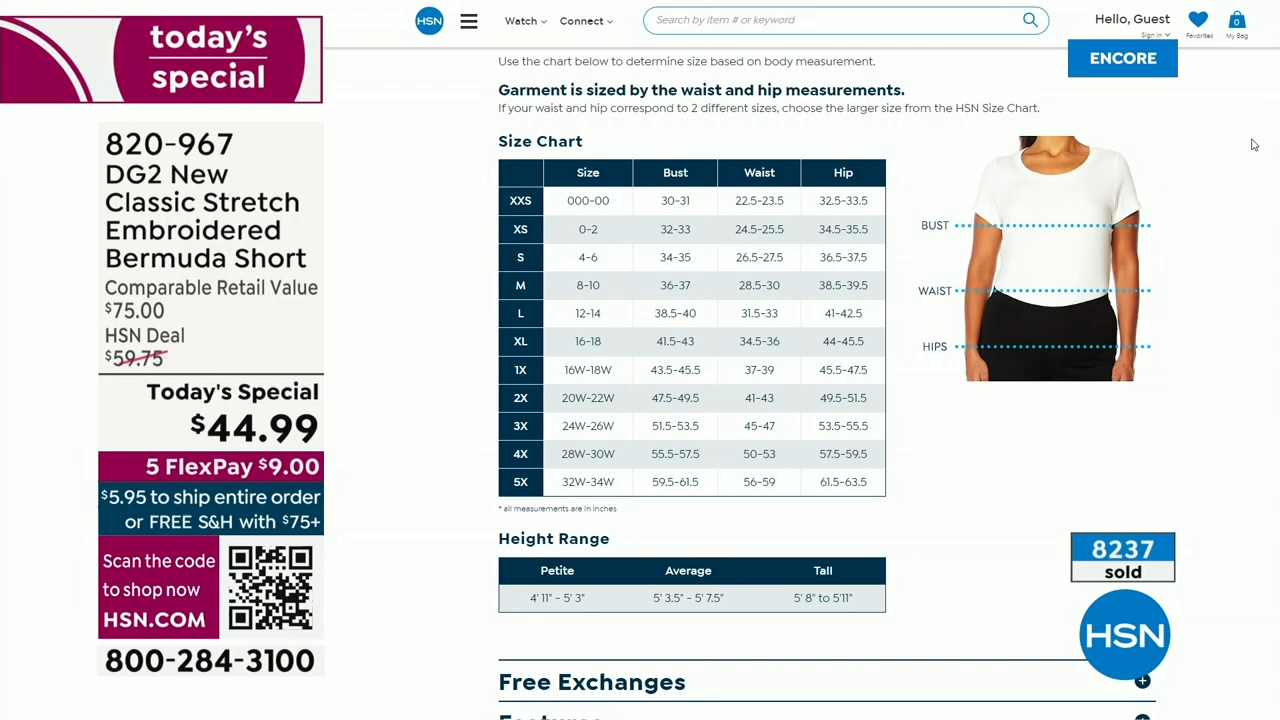 today's
special
820-967
DG2 New
Classic Stretch
Embroidered
Bermuda Short
Comparable Retail Value
$75.00
HSN Deal
$59.75
Today's Special
$44.99
5 FlexPay $9.00
$5.95 to ship entire order
or FREE S&H with $75+
Scan the code
to shop now
HSN.COM
800-284-3100
HSN
Watch
Connect
Search by item # or keyword
Hello, Guest
Sign In
Favorites
0
My Bag
ENCORE
Use the chart below to determine size based on body measurement.
Garment is sized by the waist and hip measurements.
If your waist and hip correspond to 2 different sizes, choose the larger size from the HSN Size Chart.
Size Chart
Size Bust Waist Hip
XXS 000-00 30-31 22.5-23.5 32.5-33.5
XS 0-2 32-33 24.5-25.5 34.5-35.5
S 4-6 34-35 26.5-27.5 36.5-37.5
M 8-10 36-37 28.5-30 38.5-39.5
L 12-14 38.5-40 31.5-33 41-42.5
XL 16-18 41.5-43 34.5-36 44-45.5
1X 16W-18W 43.5-45.5 37-39 45.5-47.5
2X 20W-22W 47.5-49.5 41-43 49.5-51.5
3X 24W-26W 51.5-53.5 45-47 53.5-55.5
4X 28W-30W 55.5-57.5 50-53 57.5-59.5
5X 32W-34W 59.5-61.5 56-59 61.5-63.5
* all measurements are in inches
BUST
WAIST
HIPS
Height Range
Petite Average Tall
4' 11" - 5' 3" 5' 3.5" - 5' 7.5" 5' 8" to 5'11"
8237
sold
HSN
Free Exchanges